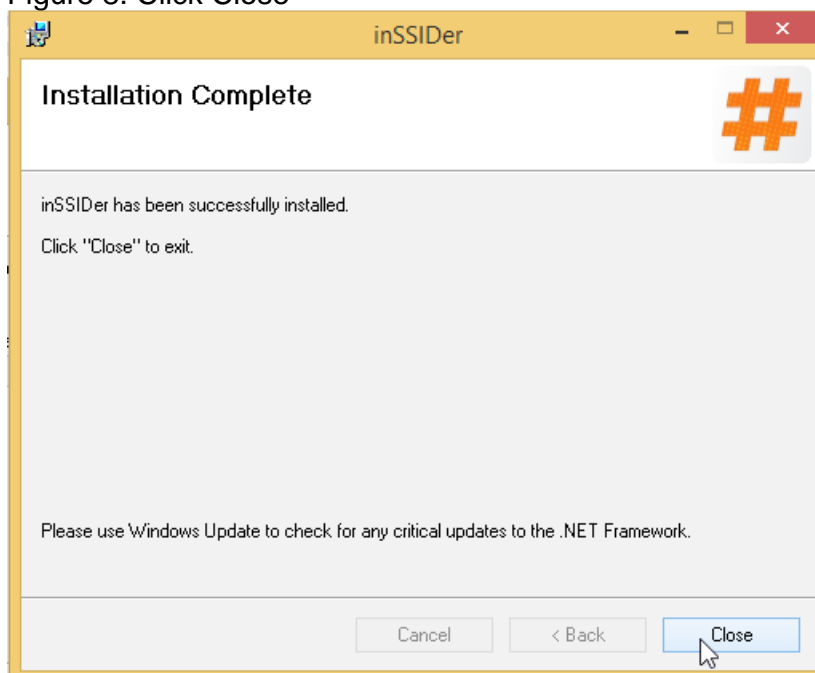 inSSIDer
Installation Complete
inSSIDer has been successfully installed.
Click "Close" to exit.
Please use Windows Update to check for any critical updates to the .NET Framework.
Cancel
< Back
Close